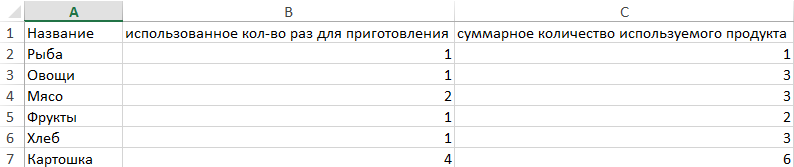 A B C
1 Название использованное кол-во раз для приготовления суммарное количество используемого продукта
2 Рыба 1 1
3 Овощи 1 3
4 Мясо 2 3
5 Фрукты 1 2
6 Хлеб 1 3
7 Картошка 4 6